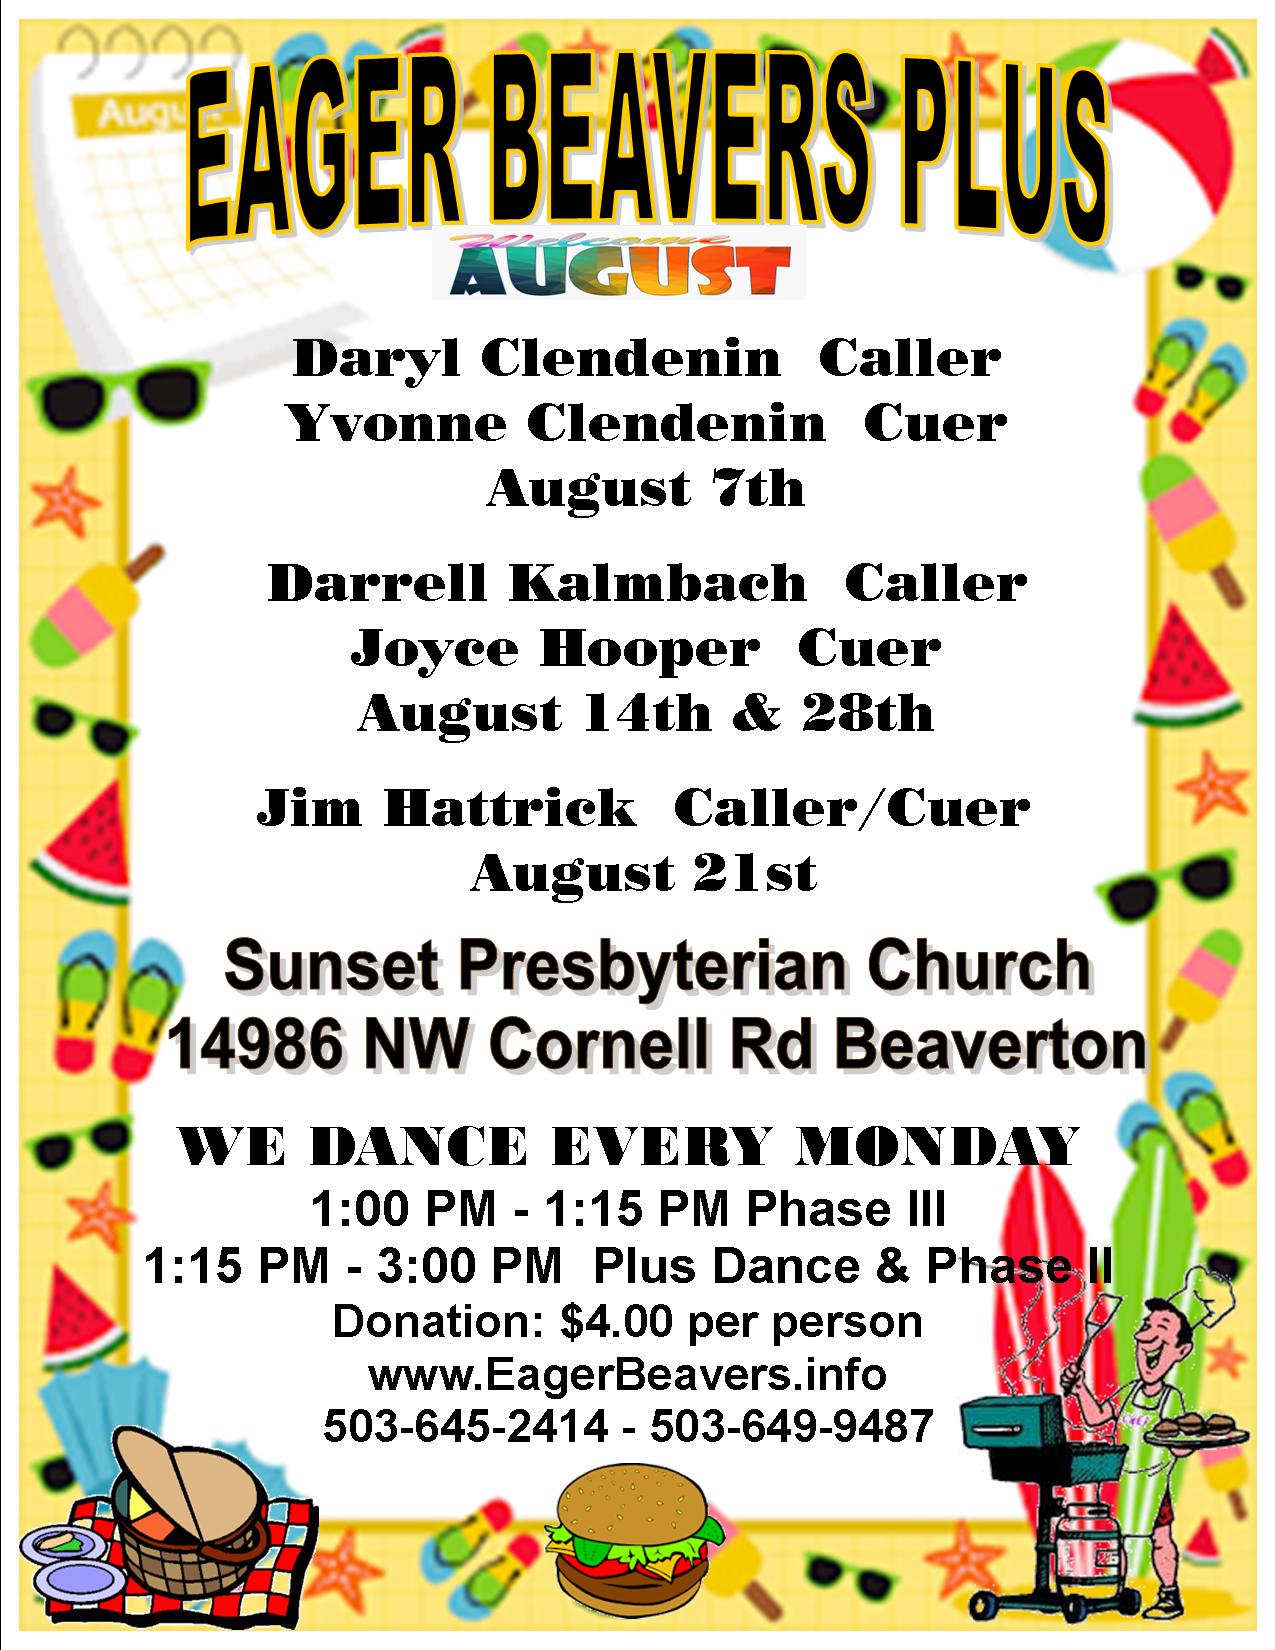 August
EAGER BEAVERS PLUS
Welcome
AUGUST
Daryl Clendenin  Caller
Yvonne Clendenin  Cuer
August 7th
Darrell Kalmbach  Caller
Joyce Hooper  Cuer
August 14th & 28th
Jim Hattrick  Caller/Cuer
August 21st
Sunset Presbyterian Church
14986 NW Cornell Rd Beaverton
WE DANCE EVERY MONDAY
1:00 PM - 1:15 PM Phase III
1:15 PM - 3:00 PM  Plus Dance & Phase II
Donation: $4.00 per person
www.EagerBeavers.info
503-645-2414 - 503-649-9487
CHEF